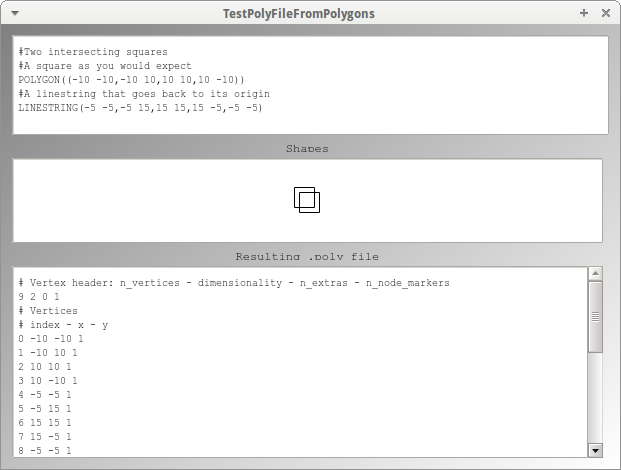 TestPolyFileFromPolygons
#Two intersecting squares
#A square as you would expect
POLYGON((-10 -10,-10 10,10 10,10 -10))
#A linestring that goes back to its origin
LINESTRING(-5 -5,-5 15,15 15,15 -5,-5 -5)
Shapes
Resulting .poly file
# Vertex header: n_vertices - dimensionality - n_extras - n_node_markers
9 2 0 1
# Vertices
# index - x - y
0 -10 -10 1
1 -10 10 1
2 10 10 1
3 10 -10 1
4 -5 -5 1
5 -5 15 1
6 15 15 1
7 15 -5 1
8 -5 -5 1